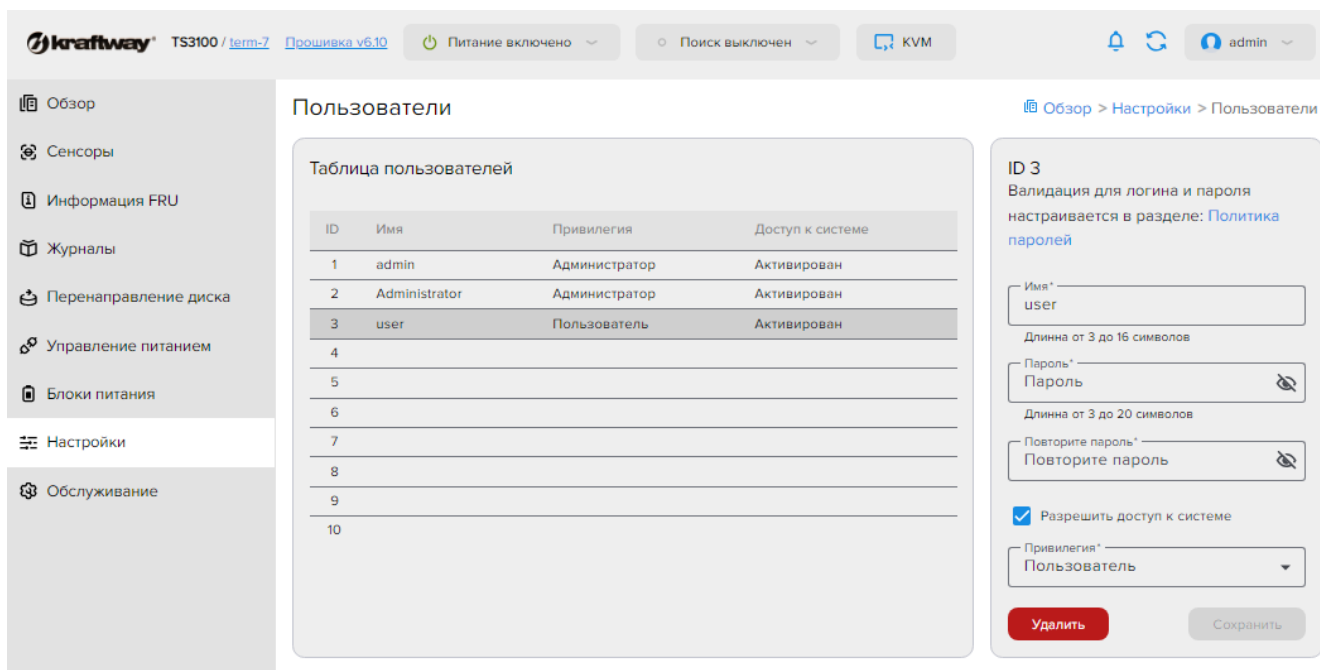 kraftway TS3100 / term-7 Прошивка v6.10 Питание включено Поиск выключен KVM admin
Обзор
Сенсоры
Информация FRU
Журналы
Перенаправление диска
Управление питанием
Блоки питания
Настройки
Обслуживание
Пользователи
Обзор > Настройки > Пользователи
Таблица пользователей
ID Имя Привилегия Доступ к системе
1 admin Администратор Активирован
2 Administrator Администратор Активирован
3 user Пользователь Активирован
4
5
6
7
8
9
10
ID 3
Валидация для логина и пароля
настраивается в разделе: Политика
паролей
Имя*
user
Длинна от 3 до 16 символов
Пароль*
Пароль
Длинна от 3 до 20 символов
Повторите пароль*
Повторите пароль
Разрешить доступ к системе
Привилегия*
Пользователь
Удалить Сохранить